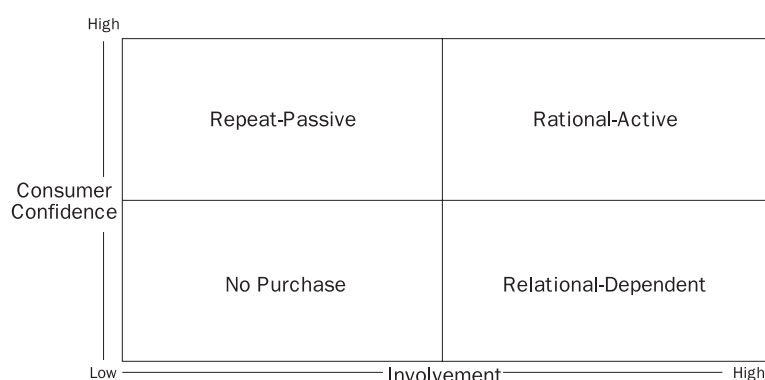 High
Repeat-Passive
Rational-Active
Consumer
Confidence
No Purchase
Relational-Dependent
Low
Involvement
High